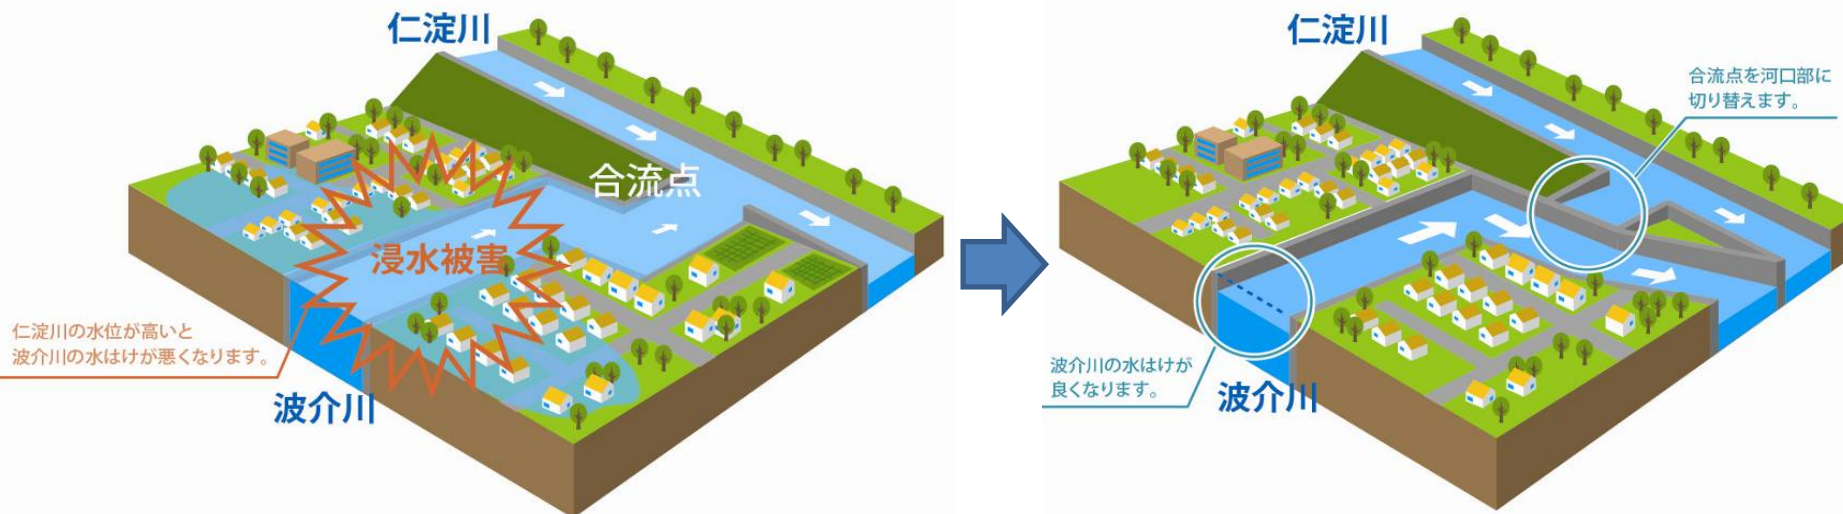 仁淀川
合流点
浸水被害
仁淀川の水位が高いと
波介川の水はけが悪くなります。
波介川
仁淀川
合流点を河口部に
切り替えます。
波介川の水はけが
良くなります。
波介川